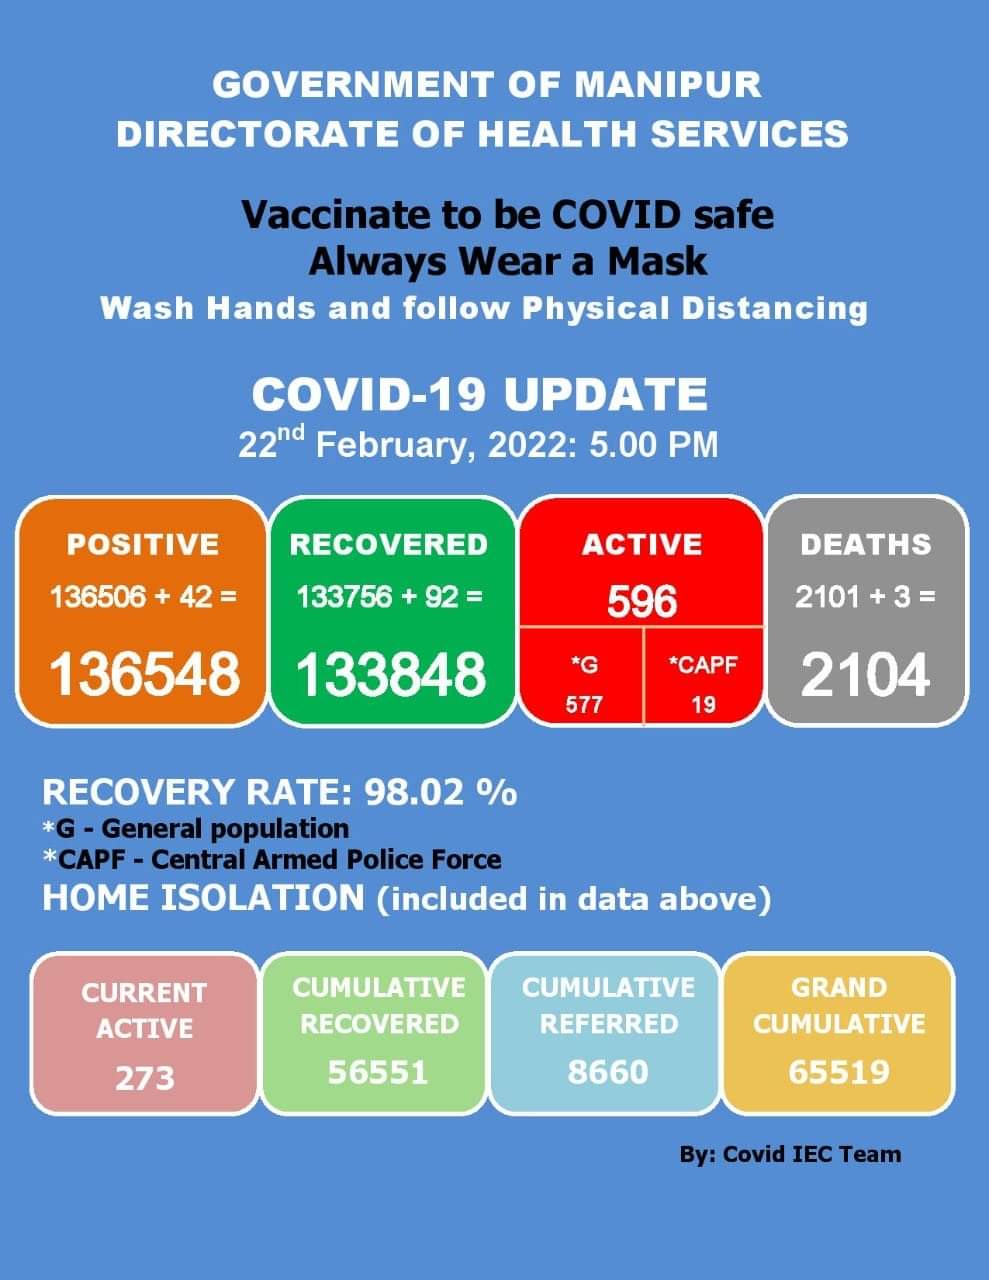 GOVERNMENT OF MANIPUR
DIRECTORATE OF HEALTH SERVICES
Vaccinate to be COVID safe
Always Wear a Mask
Wash Hands and follow Physical Distancing
COVID-19 UPDATE
22nd February, 2022: 5.00 PM
POSITIVE
136506 + 42 =
136548
RECOVERED
133756 + 92 =
133848
ACTIVE
596
*G
577
*CAPF
19
DEATHS
2101 + 3 =
2104
RECOVERY RATE: 98.02 %
*G - General population
*CAPF - Central Armed Police Force
HOME ISOLATION (included in data above)
CURRENT
ACTIVE
273
CUMULATIVE
RECOVERED
56551
CUMULATIVE
REFERRED
8660
GRAND
CUMULATIVE
65519
By: Covid IEC Team